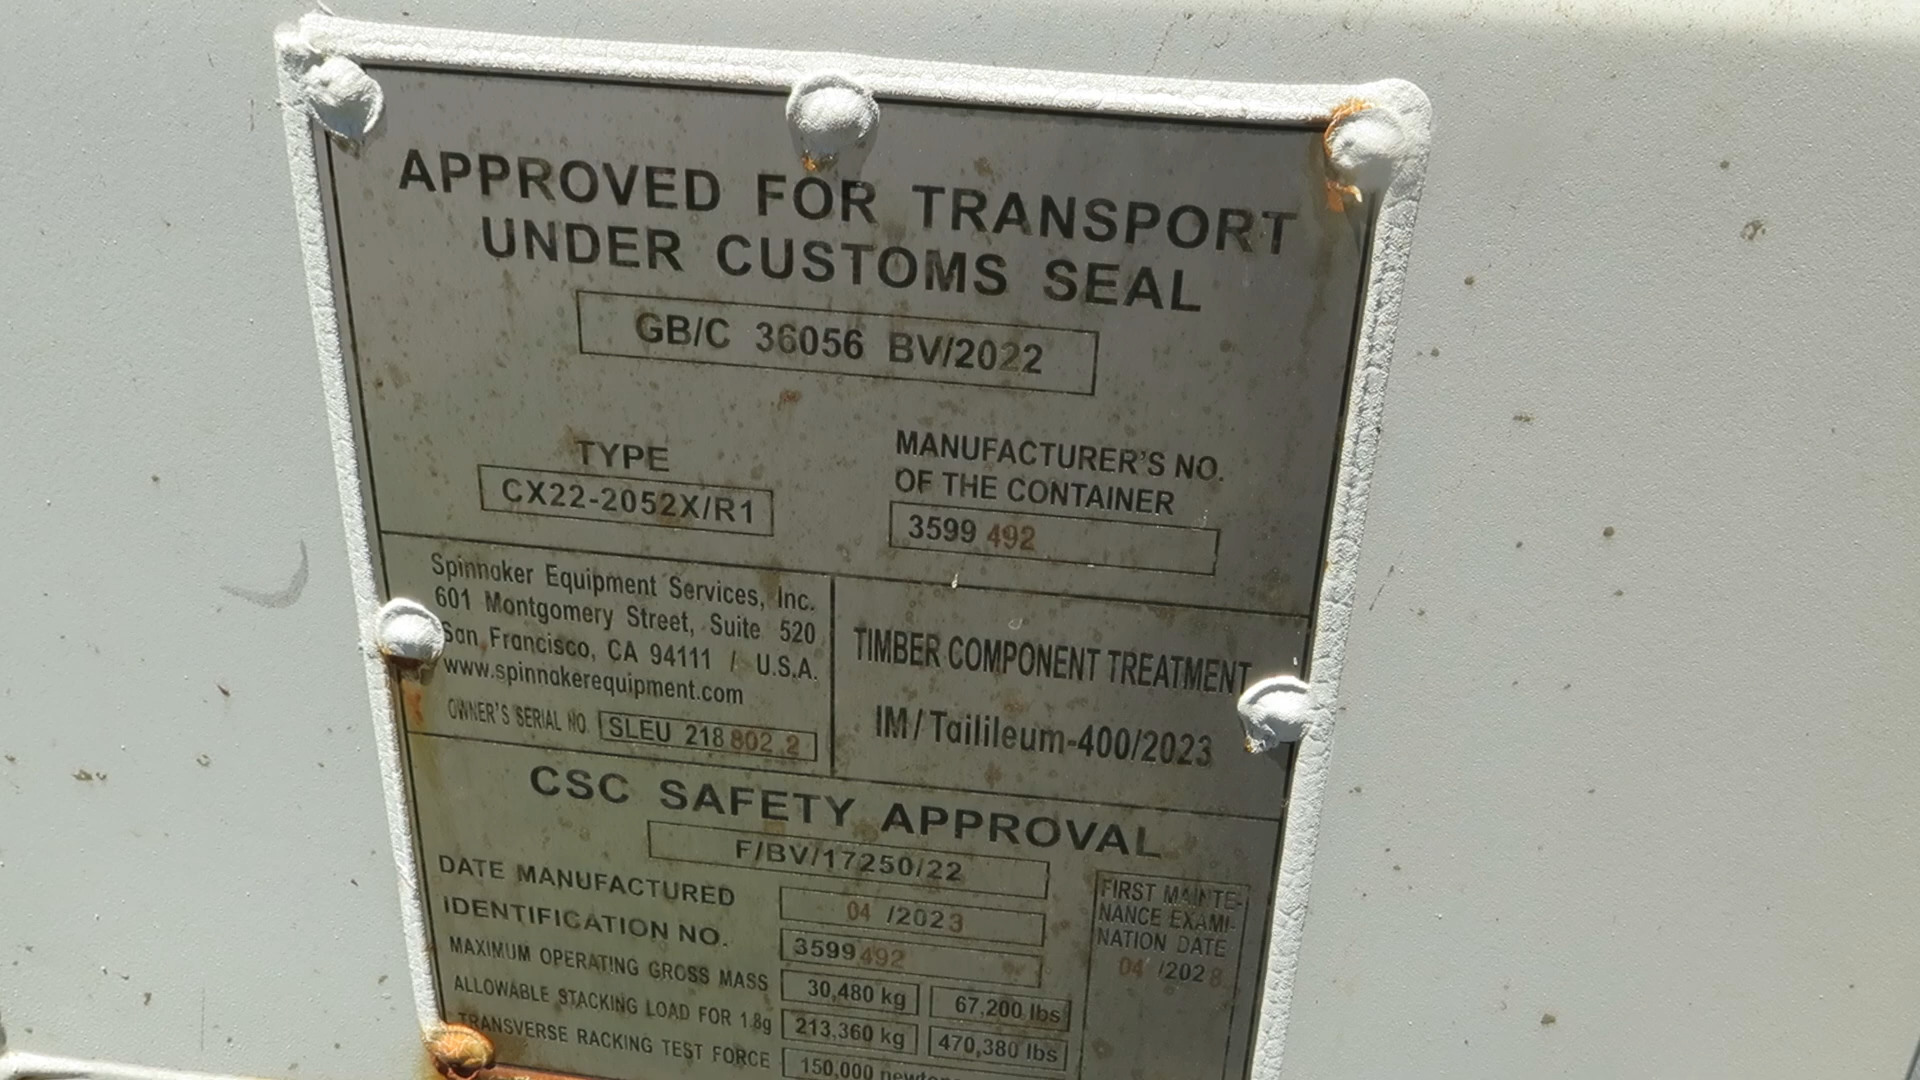 APPROVED FOR TRANSPORT
UNDER CUSTOMS SEAL
GB/C 36056 BV/2022
TYPE
CX22-2052X/R1
MANUFACTURER'S NO.
OF THE CONTAINER
3599 492
Spinnaker Equipment Services, Inc.
601 Montgomery Street, Suite 520
San Francisco, CA 94111 / U.S.A.
www.spinnakerequipment.com
OWNER'S SERIAL NO. SLEU 218 802 2
TIMBER COMPONENT TREATMENT
IM/Tailileum-400/2023
CSC SAFETY APPROVAL
F/BV/17250/22
DATE MANUFACTURED 04 /2023
IDENTIFICATION NO. 3599 492
MAXIMUM OPERATING GROSS MASS 30,480 kg 67,200 lbs
ALLOWABLE STACKING LOAD FOR 1.8g 213,360 kg 470,380 lbs
TRANSVERSE RACKING TEST FORCE 150,000
FIRST MAINTE-
NANCE EXAMI-
NATION DATE
04 /2028